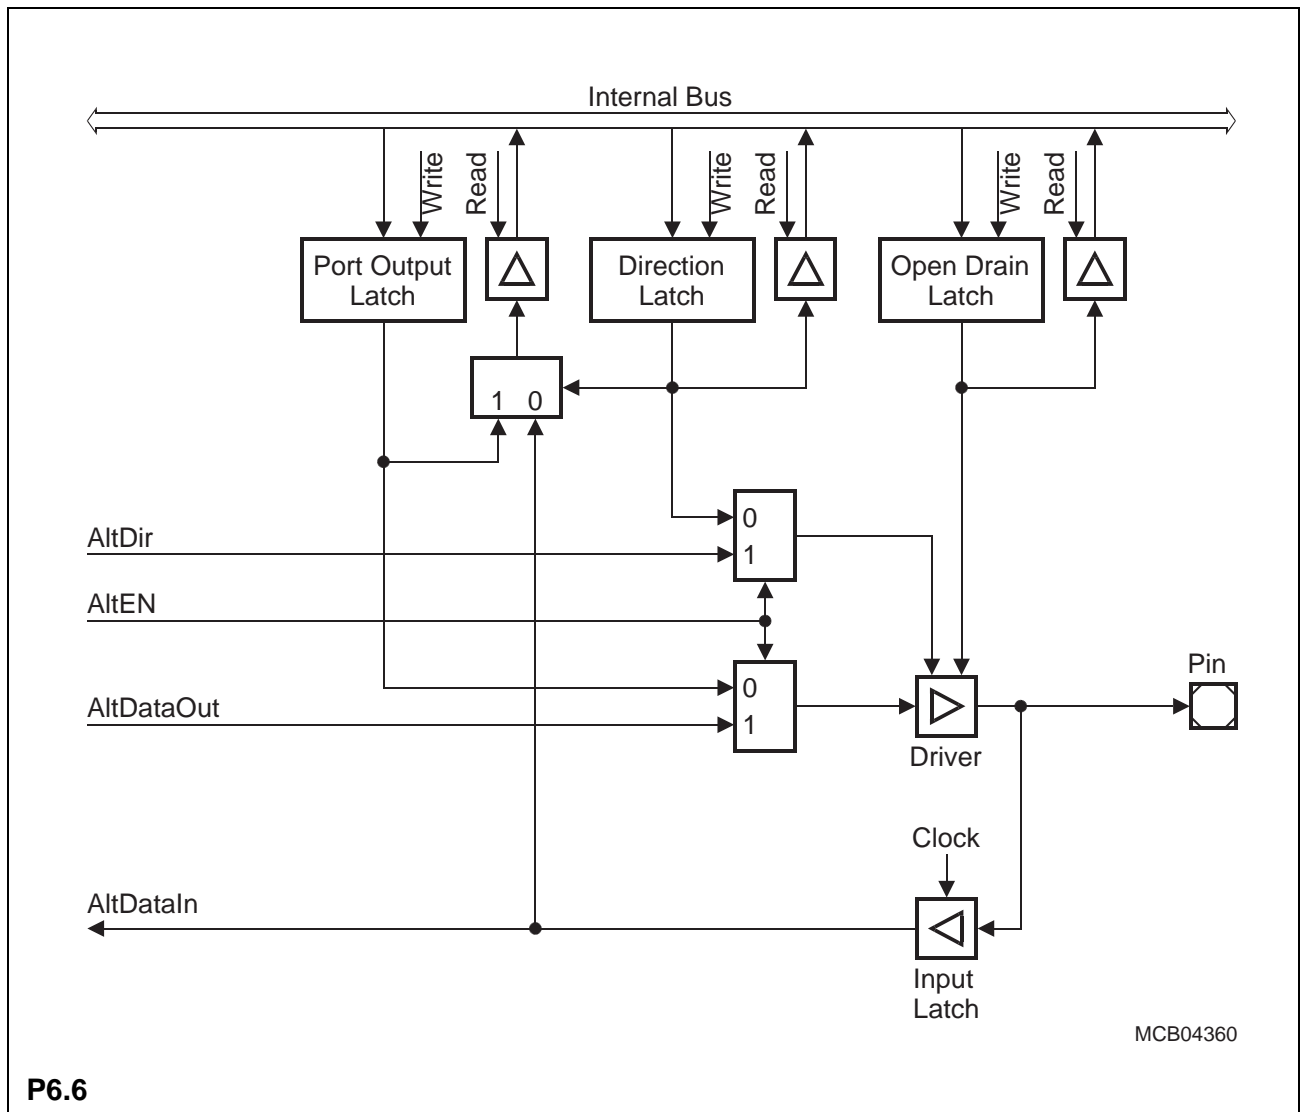 Internal Bus
Write
Read
Write
Read
Write
Read
Port Output
Latch
Direction
Latch
Open Drain
Latch
1 0
AltDir
0
1
AltEN
AltDataOut
0
1
Pin
Driver
Clock
AltDataIn
Input
Latch
MCB04360
P6.6